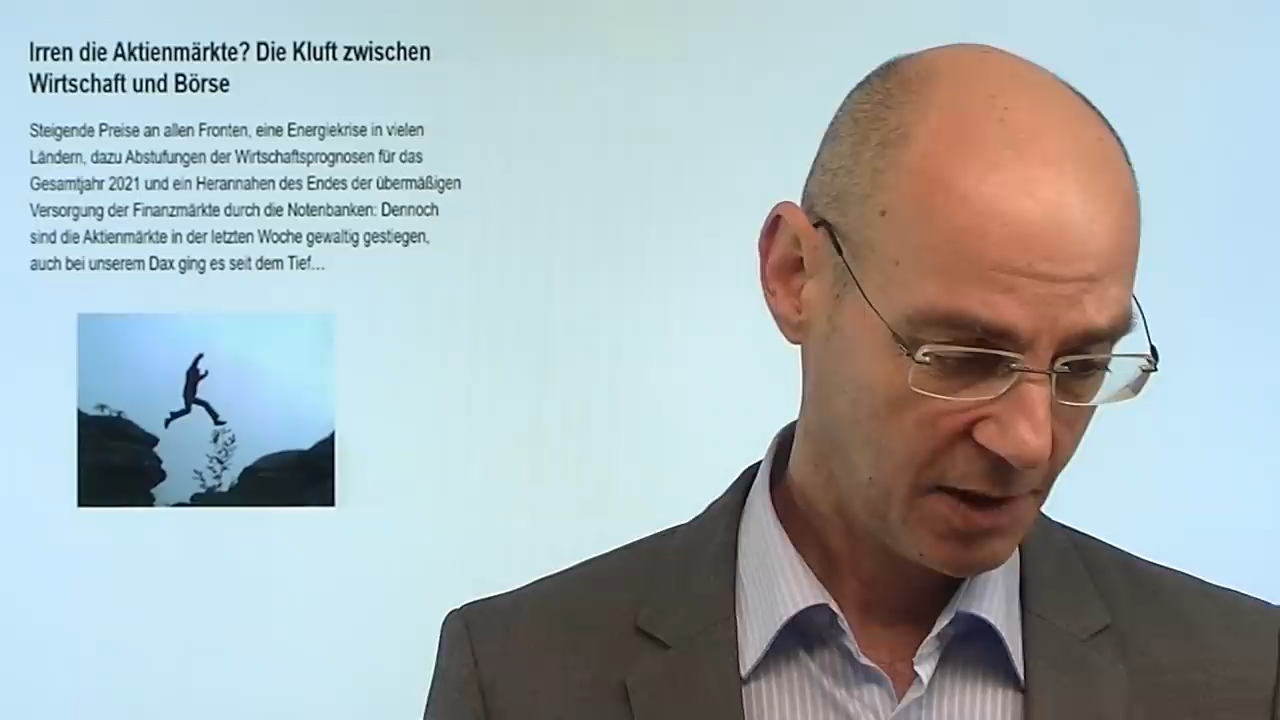 Irren die Aktienmärkte? Die Kluft zwischen
Wirtschaft und Börse
Steigende Preise an allen Fronten, eine Energiekrise in vielen
Ländern, dazu Abstufungen der Wirtschaftsprognosen für das
Gesamtjahr 2021 und ein Herannahen des Endes der übermäßigen
Versorgung der Finanzmärkte durch die Notenbanken: Dennoch
sind die Aktienmärkte in der letzten Woche gewaltig gestiegen,
auch bei unserem Dax ging es seit dem Tief...